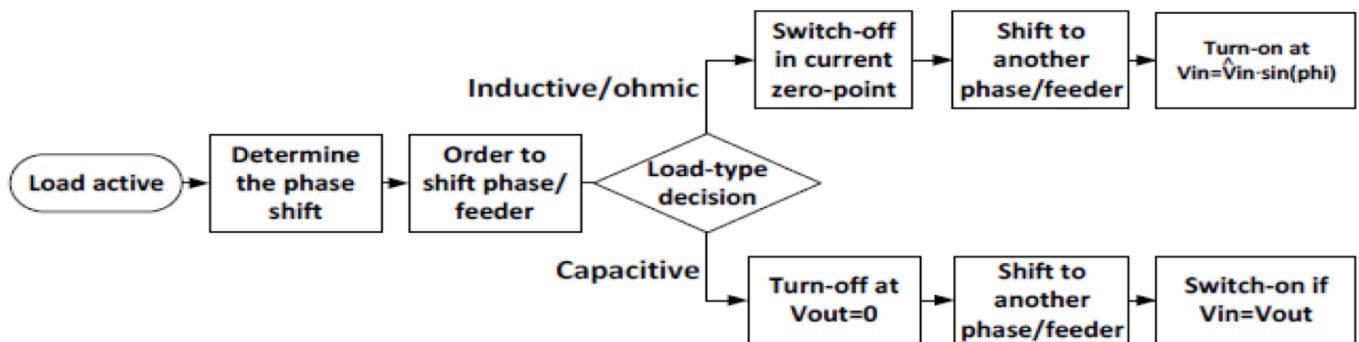 Load active
Determine
the phase
shift
Order to
shift phase/
feeder
Load-type
decision
Inductive/ohmic
Switch-off
in current
zero-point
Shift to
another
phase/feeder
Turn-on at
Vin=V̂in·sin(phi)
Capacitive
Turn-off at
Vout=0
Shift to
another
phase/feeder
Switch-on if
Vin=Vout